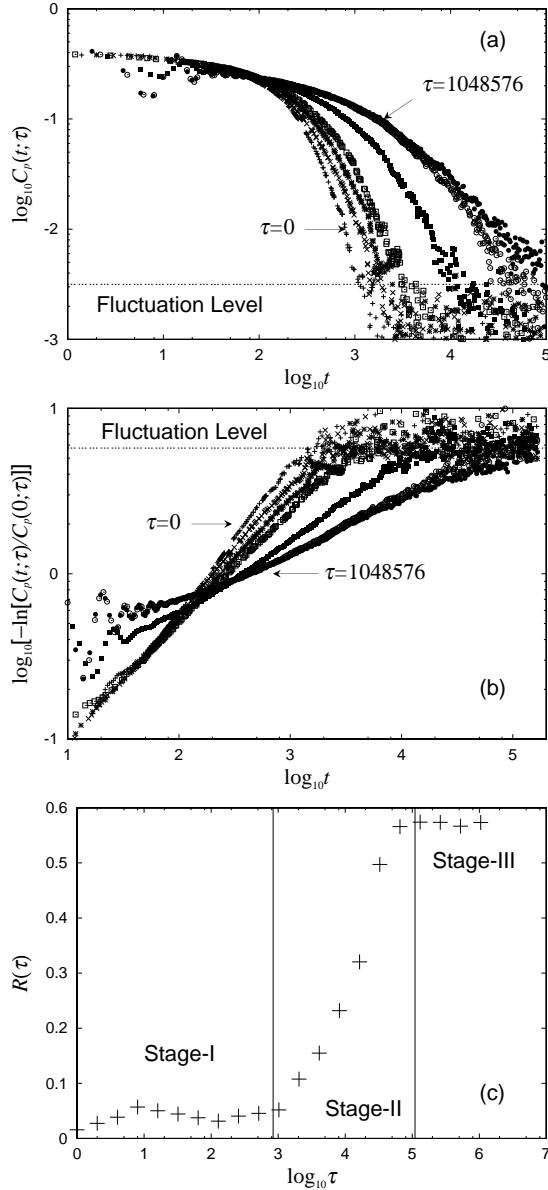 0
(a)
τ=1048576
-1
log₁₀Cₚ(t;τ)
τ=0
-2
Fluctuation Level
-3
0 1 2 3 4 5
log₁₀t
1
Fluctuation Level
τ=0
log₁₀[-ln[Cₚ(t;τ)/Cₚ(0;τ)]]
0
τ=1048576
(b)
-1
1 2 3 4 5
log₁₀t
0.6
Stage-III
0.5
0.4
R(τ)
0.3
0.2
Stage-I
0.1
Stage-II
(c)
0
0 1 2 3 4 5 6 7
log₁₀τ